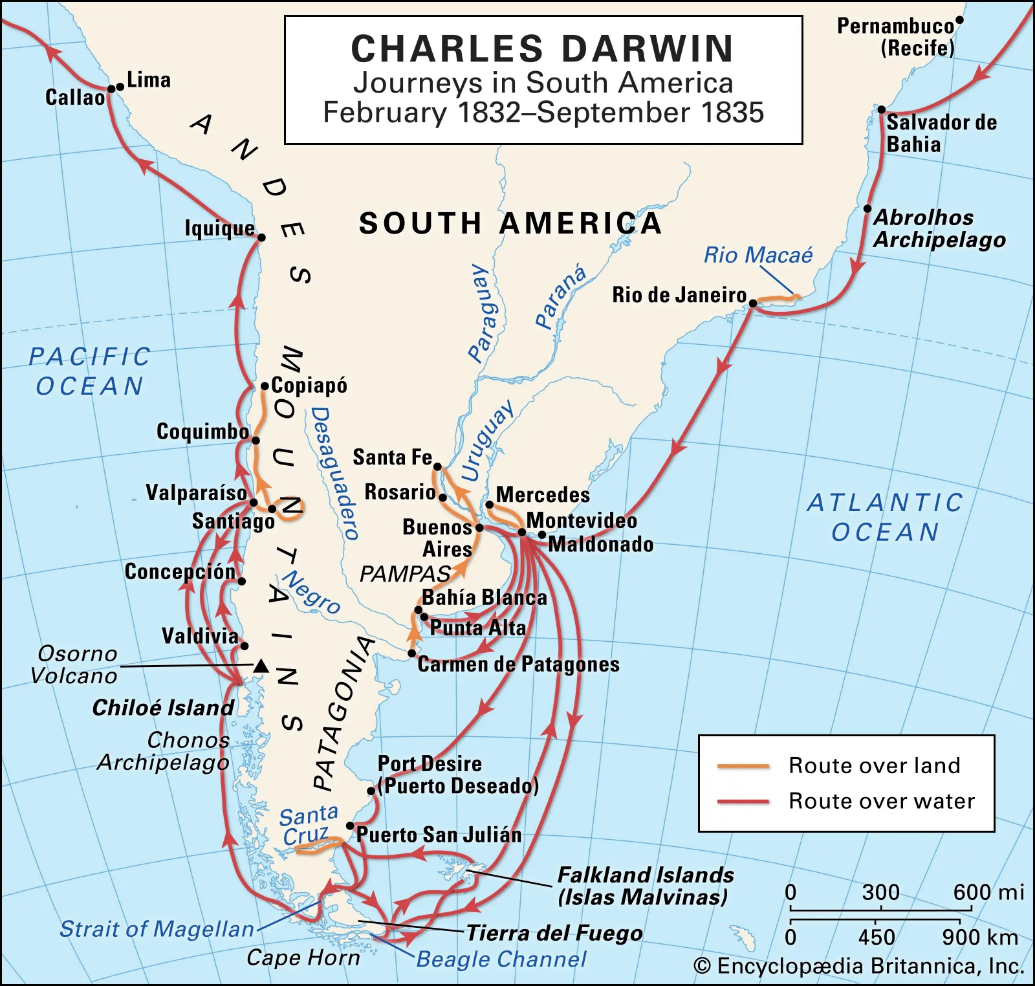 CHARLES DARWIN
Journeys in South America
February 1832–September 1835
Pernambuco
(Recife)
Lima
Callao
Salvador de
Bahia
ANDES MOUNTAINS
Abrolhos
Archipelago
SOUTH AMERICA
Iquique
Rio Macaé
Paraguay
Paraná
Rio de Janeiro
PACIFIC
OCEAN
Copiapó
Desaguadero
Uruguay
Coquimbo
Santa Fe
Valparaíso
Rosario
Mercedes
Santiago
Buenos
Aires
Montevideo
Maldonado
ATLANTIC
OCEAN
Concepción
PAMPAS
Negro
Bahía Blanca
Punta Alta
Valdivia
Osorno
Volcano
Carmen de Patagones
PATAGONIA
Chiloé Island
Chonos
Archipelago
Port Desire
(Puerto Deseado)
Route over land
Route over water
Santa
Cruz
Puerto San Julián
Falkland Islands
(Islas Malvinas)
0 300 600 mi
0 450 900 km
Strait of Magellan
Tierra del Fuego
Cape Horn
Beagle Channel
© Encyclopædia Britannica, Inc.